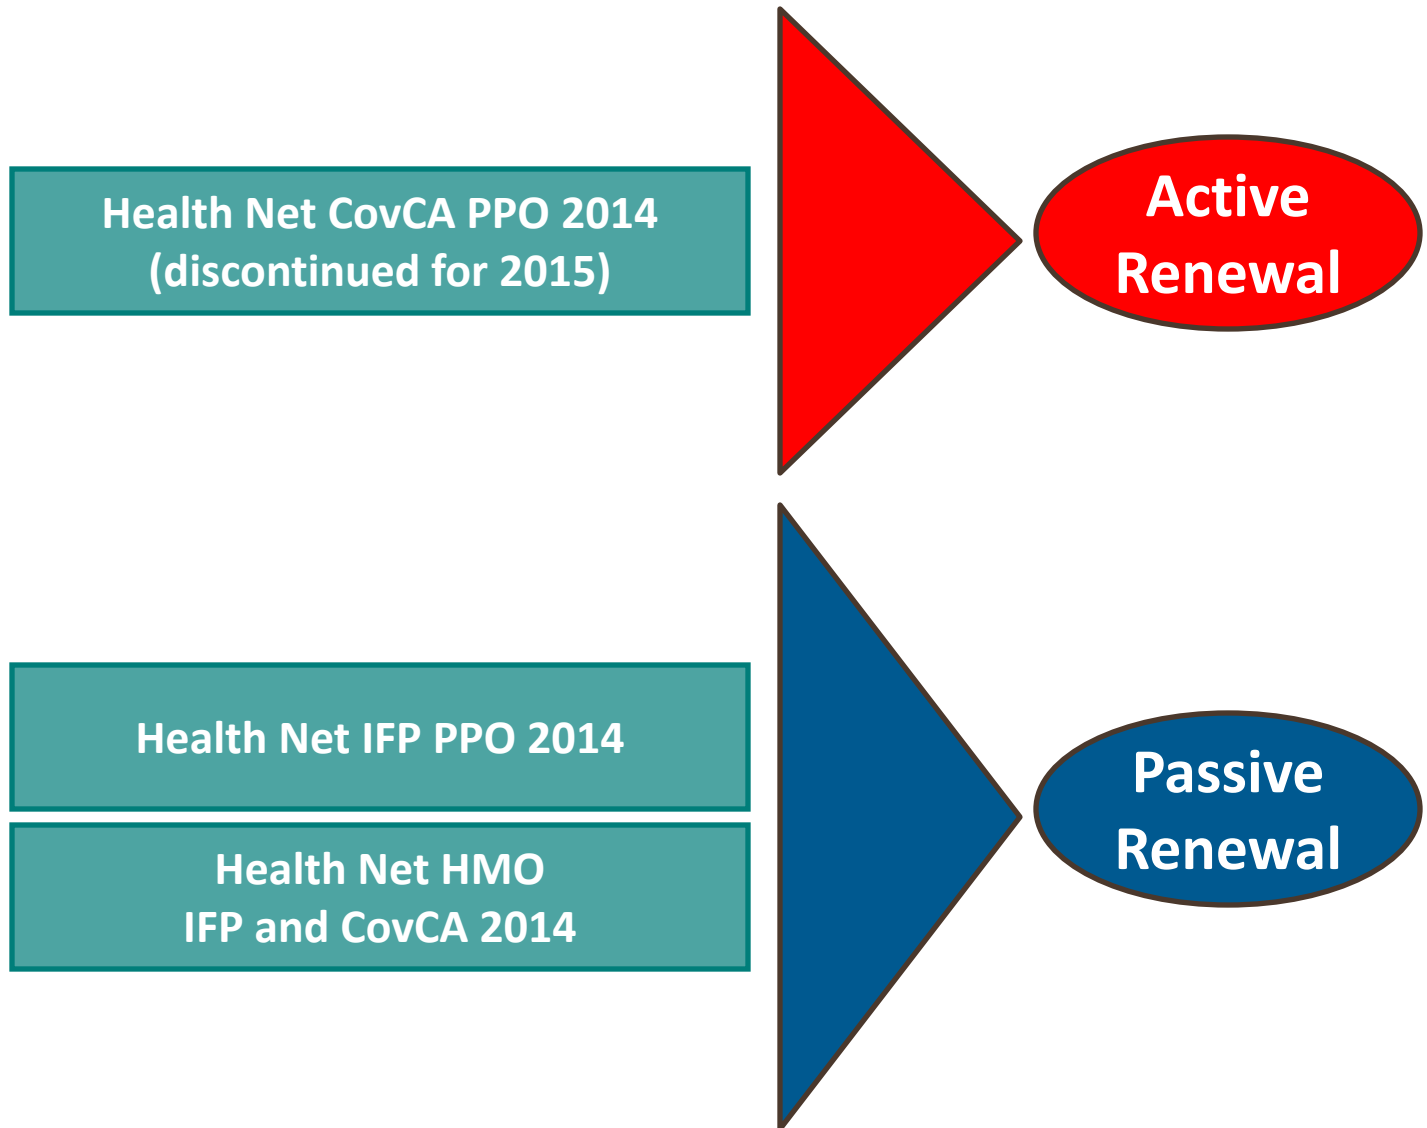 Health Net CovCA PPO 2014
(discontinued for 2015)
Active
Renewal
Health Net IFP PPO 2014
Health Net HMO
IFP and CovCA 2014
Passive
Renewal